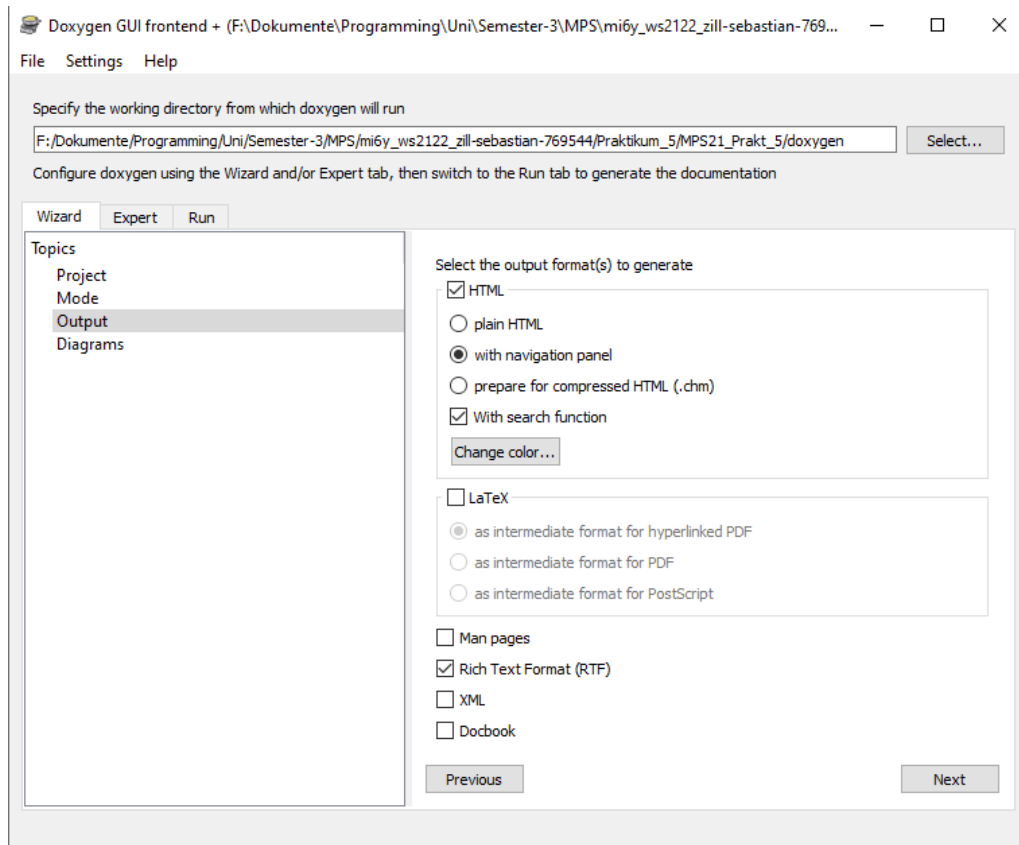 Doxygen GUI frontend + (F:\Dokumente\Programming\Uni\Semester-3\MPS\mi6y_ws2122_zill-sebastian-769...
File Settings Help
Specify the working directory from which doxygen will run
F:/Dokumente/Programming/Uni/Semester-3/MPS/mi6y_ws2122_zill-sebastian-769544/Praktikum_5/MPS21_Prakt_5/doxygen Select...
Configure doxygen using the Wizard and/or Expert tab, then switch to the Run tab to generate the documentation
Wizard Expert Run
Topics
Project
Mode
Output
Diagrams
Select the output format(s) to generate
HTML
plain HTML
with navigation panel
prepare for compressed HTML (.chm)
With search function
Change color...
LaTeX
as intermediate format for hyperlinked PDF
as intermediate format for PDF
as intermediate format for PostScript
Man pages
Rich Text Format (RTF)
XML
Docbook
Previous Next